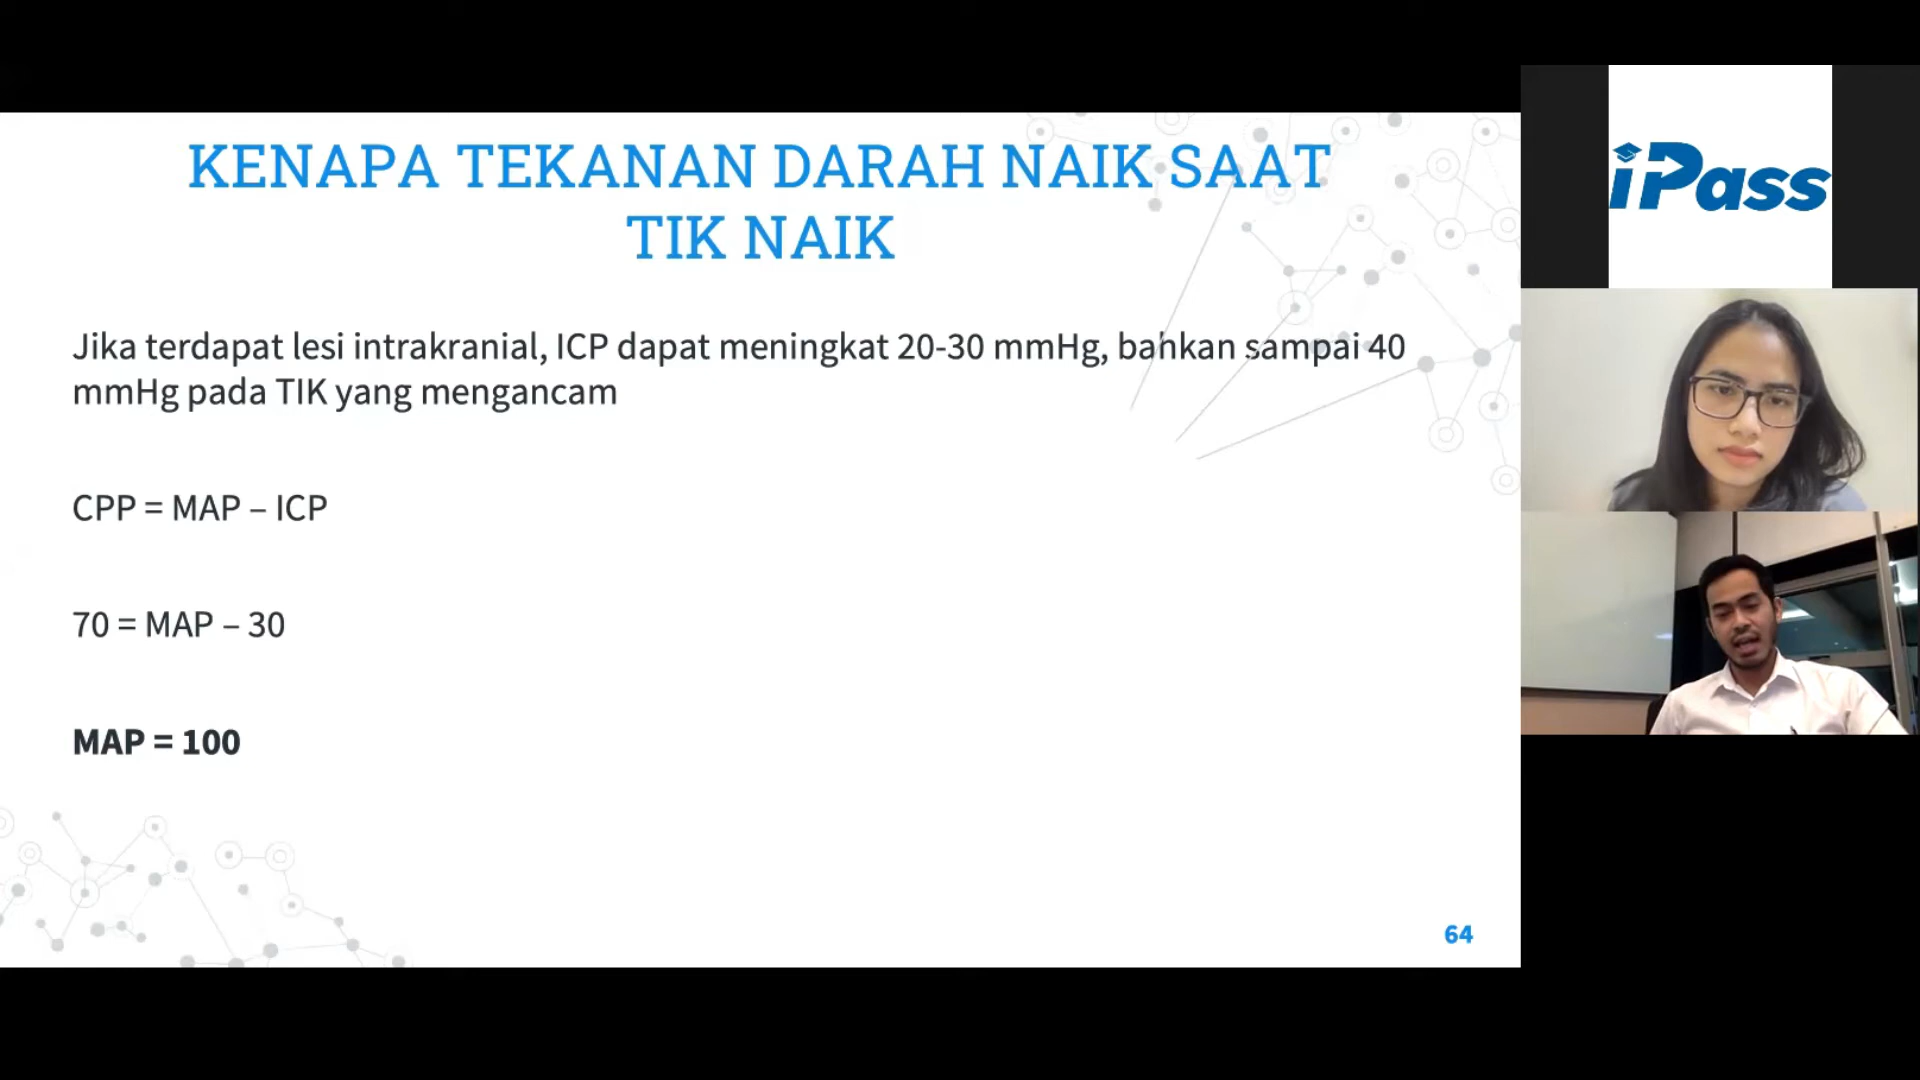 KENAPA TEKANAN DARAH NAIK SAAT
TIK NAIK
Jika terdapat lesi intrakranial, ICP dapat meningkat 20-30 mmHg, bahkan sampai 40
mmHg pada TIK yang mengancam
CPP = MAP – ICP
70 = MAP – 30
MAP = 100
64
iPass